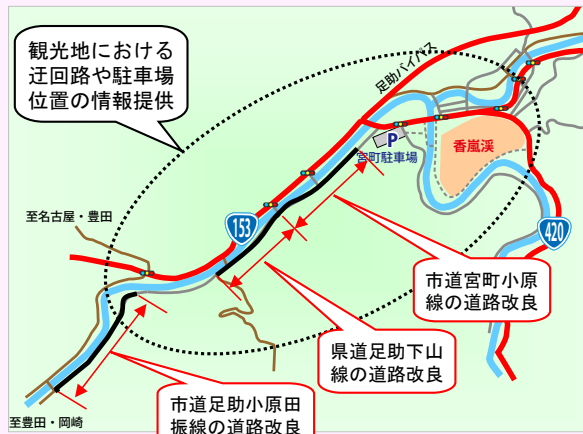 観光地における
迂回路や駐車場
位置の情報提供
足助バイパス
P
宮町駐車場
香嵐渓
至名古屋・豊田
153
420
市道宮町小原
線の道路改良
県道足助下山
線の道路改良
市道足助小原田
振線の道路改良
至豊田・岡崎